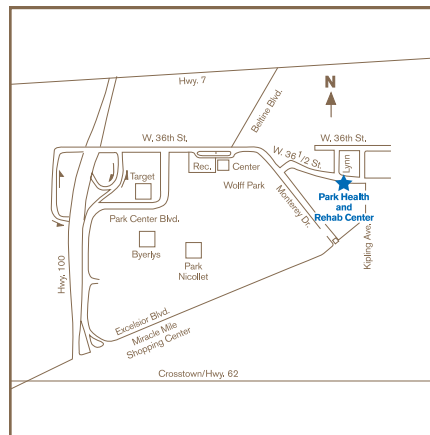 Hwy. 7
N
Beltine Blvd.
W. 36th St.
W. 36th St.
W. 36 1/2 St.
Lynn
Rec.
Center
Target
Wolff Park
Park Health
and
Rehab Center
Monterey Dr.
Park Center Blvd.
Byerlys
Park
Nicollet
Kipling Ave.
Hwy. 100
Excelsior Blvd.
Miracle Mile
Shopping Center
Crosstown/Hwy. 62